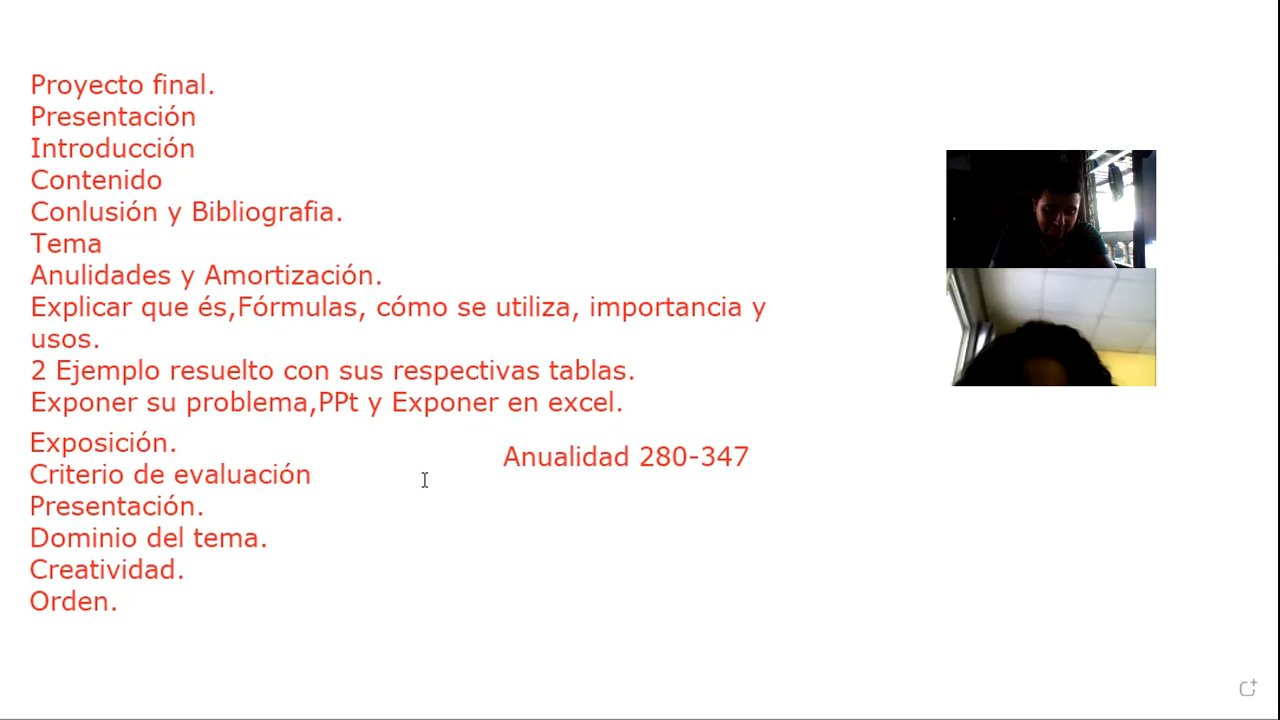 Proyecto final.
Presentación
Introducción
Contenido
Conlusión y Bibliografia.
Tema
Anulidades y Amortización.
Explicar que és,Fórmulas, cómo se utiliza, importancia y
usos.
2 Ejemplo resuelto con sus respectivas tablas.
Exponer su problema,PPt y Exponer en excel.
Exposición.
Criterio de evaluación
Presentación.
Dominio del tema.
Creatividad.
Orden.
Anualidad 280-347